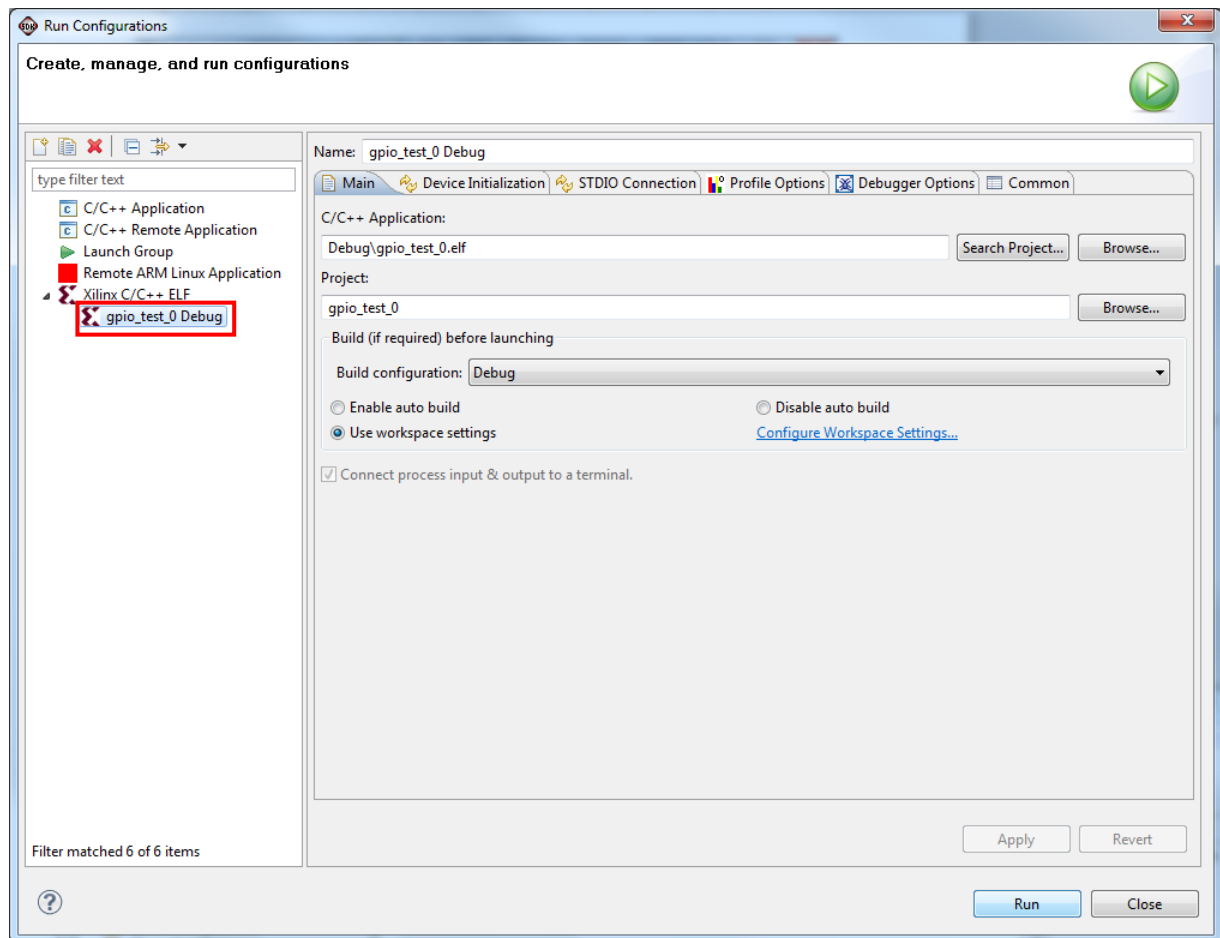 SDK Run Configurations
Create, manage, and run configurations
type filter text
C/C++ Application
C/C++ Remote Application
Launch Group
Remote ARM Linux Application
Xilinx C/C++ ELF
gpio_test_0 Debug
Filter matched 6 of 6 items
Name: gpio_test_0 Debug
Main Device Initialization STDIO Connection Profile Options Debugger Options Common
C/C++ Application:
Debug\gpio_test_0.elf Search Project... Browse...
Project:
gpio_test_0 Browse...
Build (if required) before launching
Build configuration: Debug
Enable auto build Disable auto build
Use workspace settings Configure Workspace Settings...
Connect process input & output to a terminal.
Apply Revert
Run Close